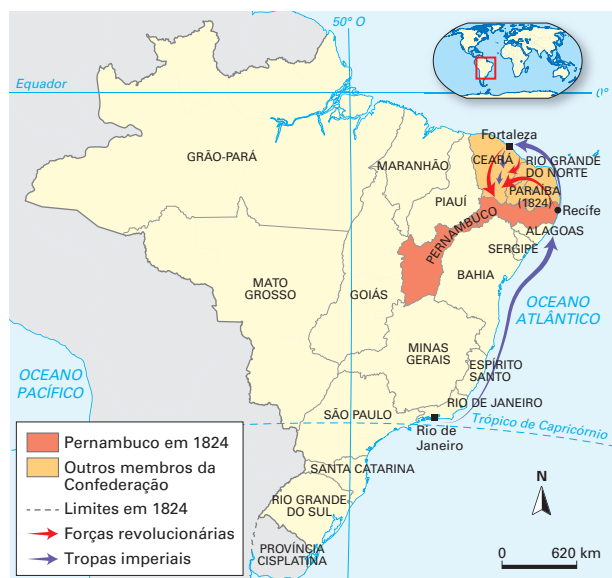 50° O
Equador
0°
Fortaleza
GRÃO-PARÁ
MARANHÃO
CEARÁ
RIO GRANDE
DO NORTE
PARAÍBA
(1824)
PIAUÍ
Recife
PERNAMBUCO
ALAGOAS
SERGIPE
BAHIA
MATO
GROSSO
GOIÁS
OCEANO
ATLÂNTICO
MINAS
GERAIS
ESPÍRITO
SANTO
OCEANO
PACÍFICO
RIO DE JANEIRO
SÃO PAULO
Rio de
Janeiro
Trópico de Capricórnio
SANTA CATARINA
RIO GRANDE
DO SUL
PROVÍNCIA
CISPLATINA
Pernambuco em 1824
Outros membros da
Confederação
Limites em 1824
Forças revolucionárias
Tropas imperiais
N
0 620 km